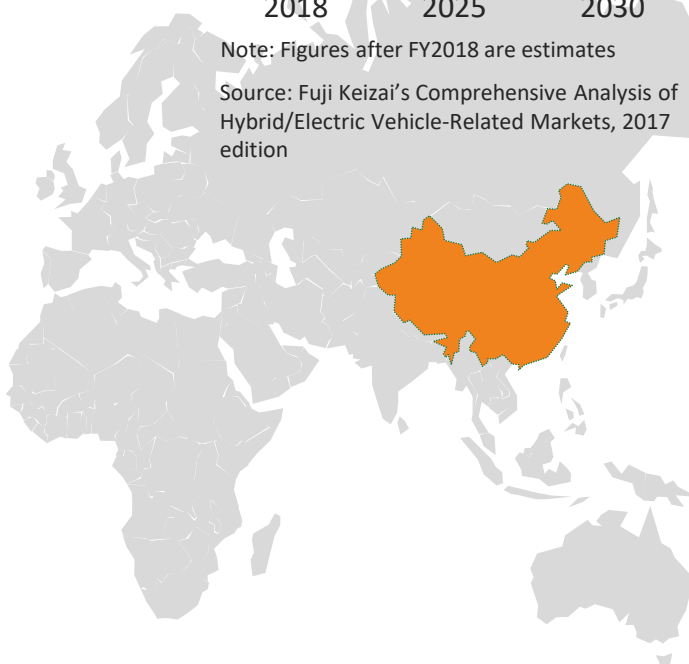 2018 2025 2030
Note: Figures after FY2018 are estimates
Source: Fuji Keizai’s Comprehensive Analysis of
Hybrid/Electric Vehicle-Related Markets, 2017
edition